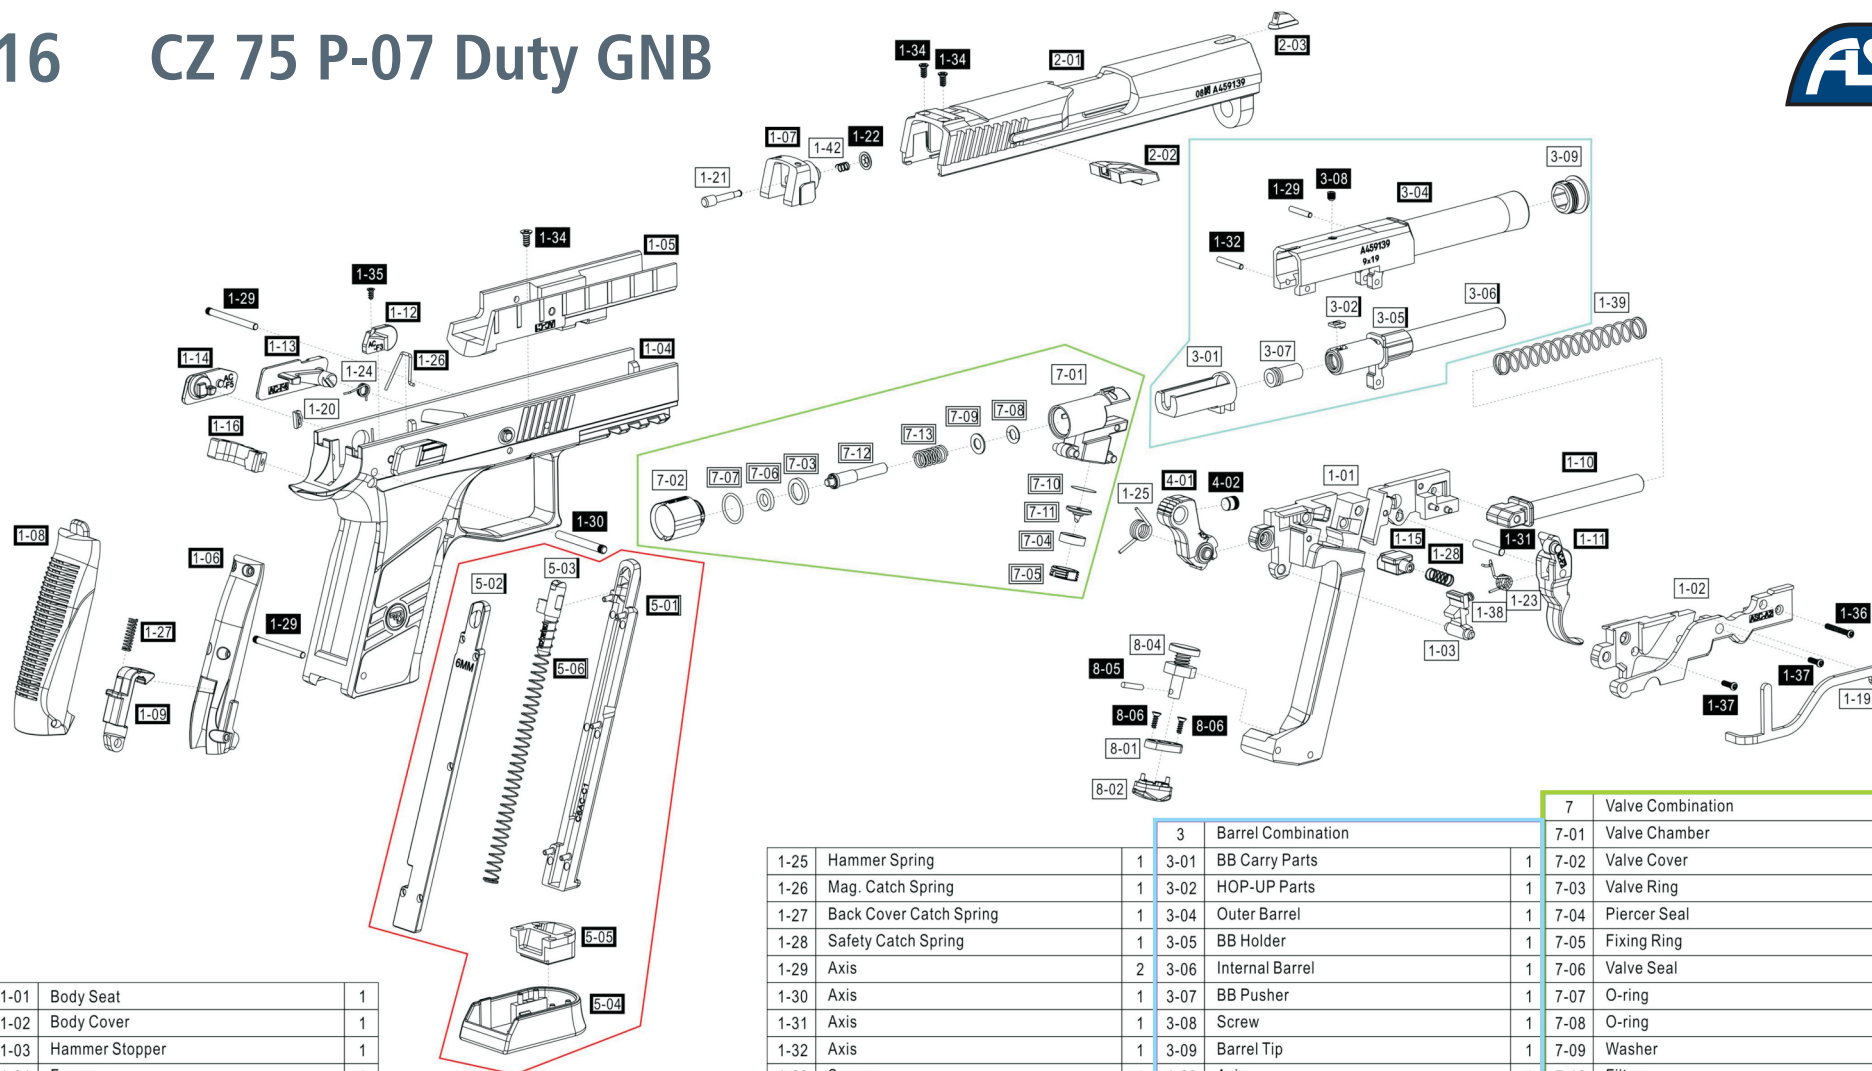 16 CZ 75 P-07 Duty GNB
2-03
1-34
1-34
2-01
08 A459139
1-07
1-42
1-22
2-02
1-21
3-09
3-08
1-29
3-04
1-32
A459139
9x19
1-34
1-05
1-35
1-29
1-12
1-39
3-06
3-02
3-05
1-13
1-14
1-26
1-04
1-24
3-07
3-01
7-01
1-20
1-16
7-08
7-09
7-13
7-12
7-03
7-06
7-07
7-02
7-10
7-11
7-04
7-05
1-25
4-01
4-02
1-01
1-10
1-30
1-08
1-06
5-03
5-02
5-01
1-31
1-11
1-15
1-28
1-23
1-38
1-02
1-03
1-36
1-27
1-29
6MM
5-06
1-09
8-04
8-05
1-37
1-37
1-19
8-06
8-06
8-01
8-02
C6AC-C1
5-05
5-04
1-01 Body Seat 1
1-02 Body Cover 1
1-03 Hammer Stopper 1
1-25 Hammer Spring 1
1-26 Mag. Catch Spring 1
1-27 Back Cover Catch Spring 1
1-28 Safety Catch Spring 1
1-29 Axis 2
1-30 Axis 1
1-31 Axis 1
1-32 Axis 1
3 Barrel Combination
3-01 BB Carry Parts 1
3-02 HOP-UP Parts 1
3-04 Outer Barrel 1
3-05 BB Holder 1
3-06 Internal Barrel 1
3-07 BB Pusher 1
3-08 Screw 1
3-09 Barrel Tip 1
7 Valve Combination
7-01 Valve Chamber
7-02 Valve Cover
7-03 Valve Ring
7-04 Piercer Seal
7-05 Fixing Ring
7-06 Valve Seal
7-07 O-ring
7-08 O-ring
7-09 Washer